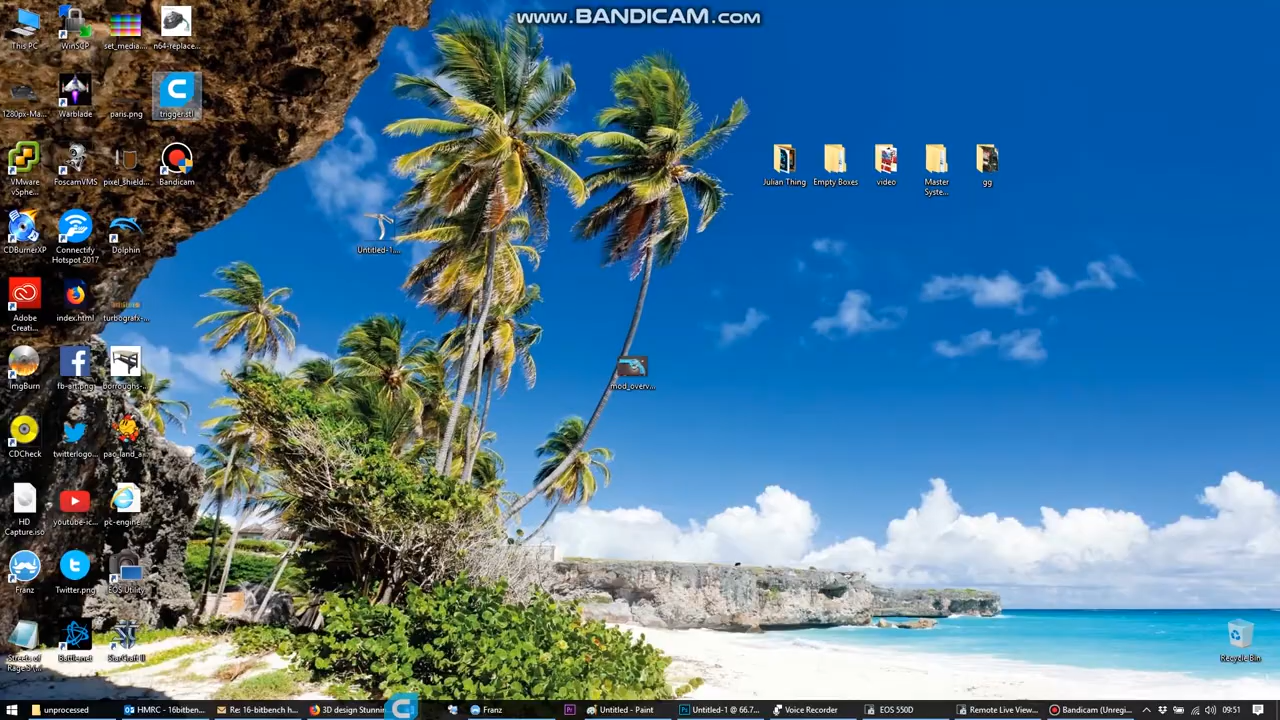 www.BANDICAM.com
This PC
WinSCP
set_media...
n64-replace...
1280px-Ma...
Warblade
paris.png
trigger.stl
VMware
vSphe...
FoscamVMS
pixel_shield...
Bandicam
Julian Thing
Empty Boxes
video
Master
Syste...
gg
CDBurnerXP
Connectify
Hotspot 2017
Dolphin
Untitled-1....
Adobe
Creati...
index.html
turbografx-...
ImgBurn
fb-art.png
borroughs-...
mod_overv...
CDCheck
twitterlogo...
pac_land_a...
HD
Capture.iso
youtube-ic...
pc-engine...
Franz
Twitter.png
EOS Utility
Streets of
Rage 3 (...
Battle.net
StarCraft II
Recycle Bin
unprocessed
HMRC - 16bitben...
Re: 16-bitbench h...
3D design Stunnin
Franz
Untitled - Paint
Untitled-1 @ 66.7...
Voice Recorder
EOS 550D
Remote Live View...
Bandicam (Unregi...
09:51